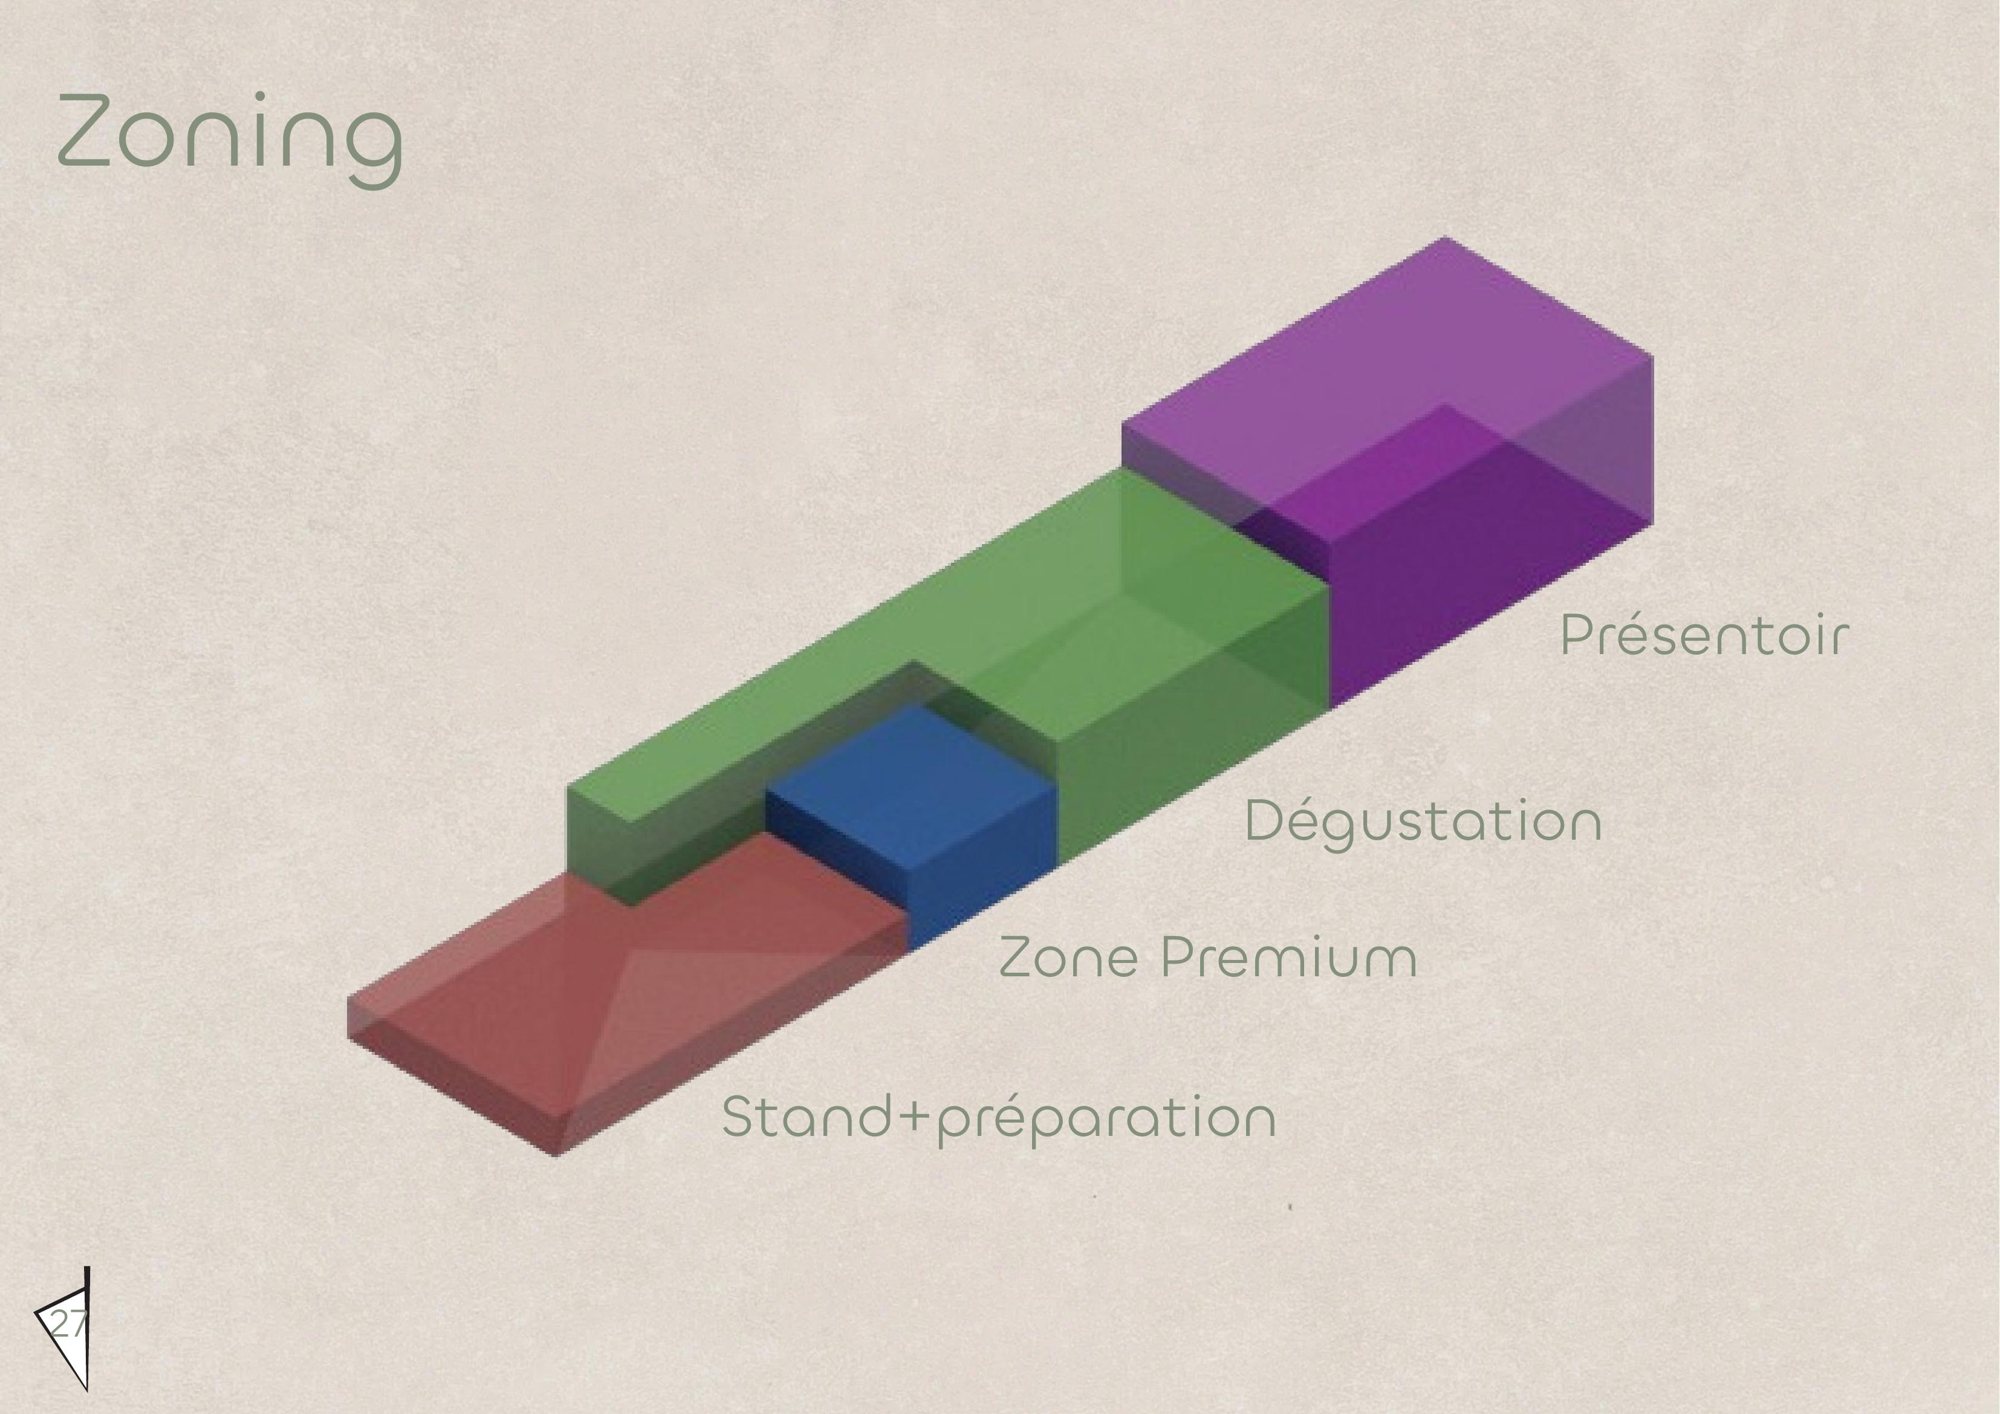 Zoning
Présentoir
Dégustation
Zone Premium
Stand+préparation
27